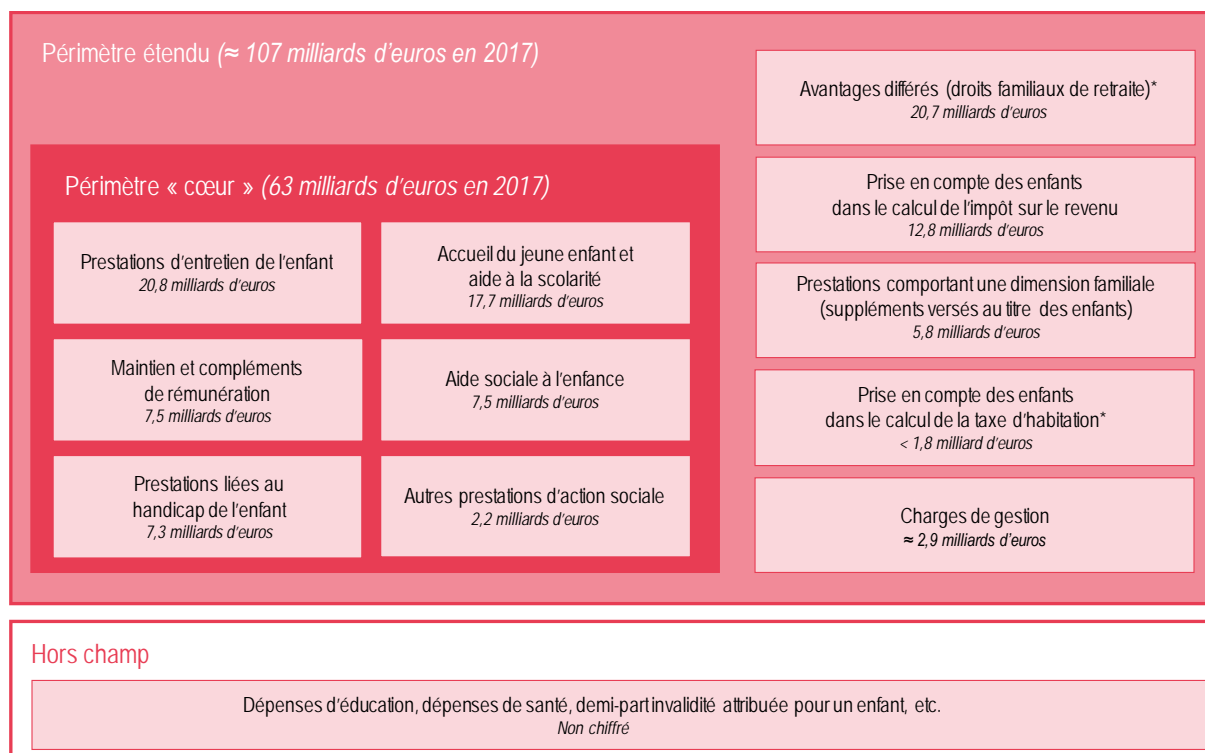 Périmètre étendu (≈ 107 milliards d'euros en 2017)
Périmètre « cœur » (63 milliards d'euros en 2017)
Prestations d'entretien de l'enfant
20,8 milliards d'euros
Accueil du jeune enfant et
aide à la scolarité
17,7 milliards d'euros
Maintien et compléments
de rémunération
7,5 milliards d'euros
Aide sociale à l'enfance
7,5 milliards d'euros
Prestations liées au
handicap de l'enfant
7,3 milliards d'euros
Autres prestations d'action sociale
2,2 milliards d'euros
Avantages différés (droits familiaux de retraite)*
20,7 milliards d'euros
Prise en compte des enfants
dans le calcul de l'impôt sur le revenu
12,8 milliards d'euros
Prestations comportant une dimension familiale
(suppléments versés au titre des enfants)
5,8 milliards d'euros
Prise en compte des enfants
dans le calcul de la taxe d'habitation*
< 1,8 milliard d'euros
Charges de gestion
≈ 2,9 milliards d'euros
Hors champ
Dépenses d'éducation, dépenses de santé, demi-part invalidité attribuée pour un enfant, etc.
Non chiffré